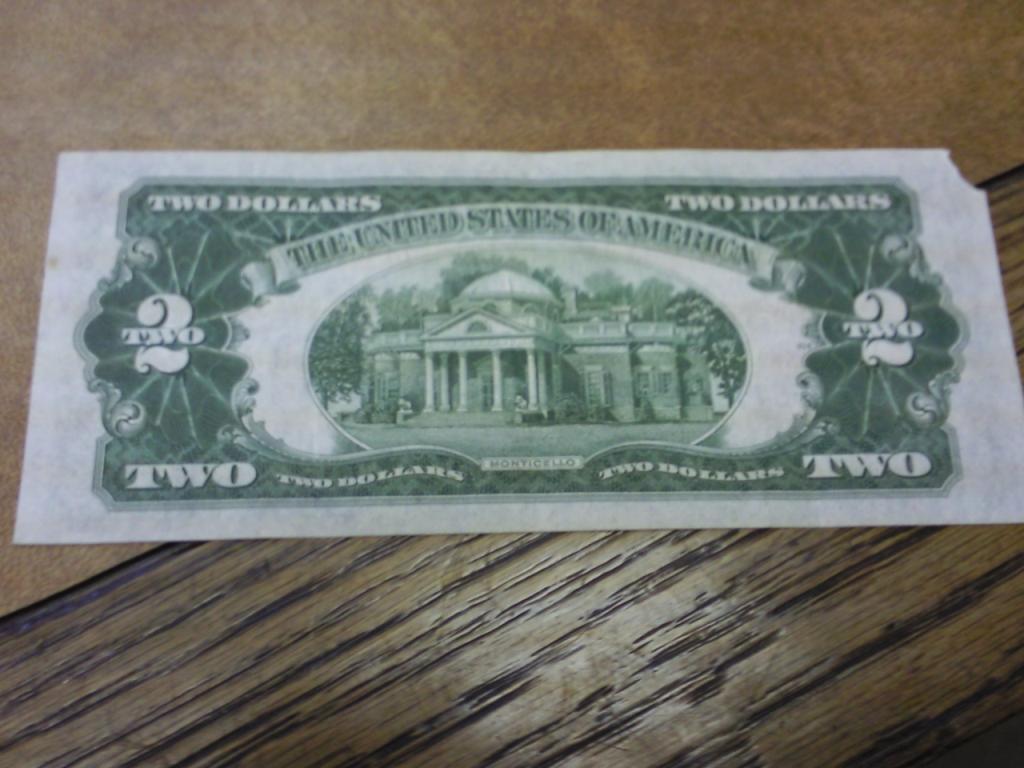 TWO DOLLARS TWO DOLLARS
THE UNITED STATES OF AMERICA
2 TWO 2 TWO
MONTICELLO
TWO TWO DOLLARS TWO DOLLARS TWO